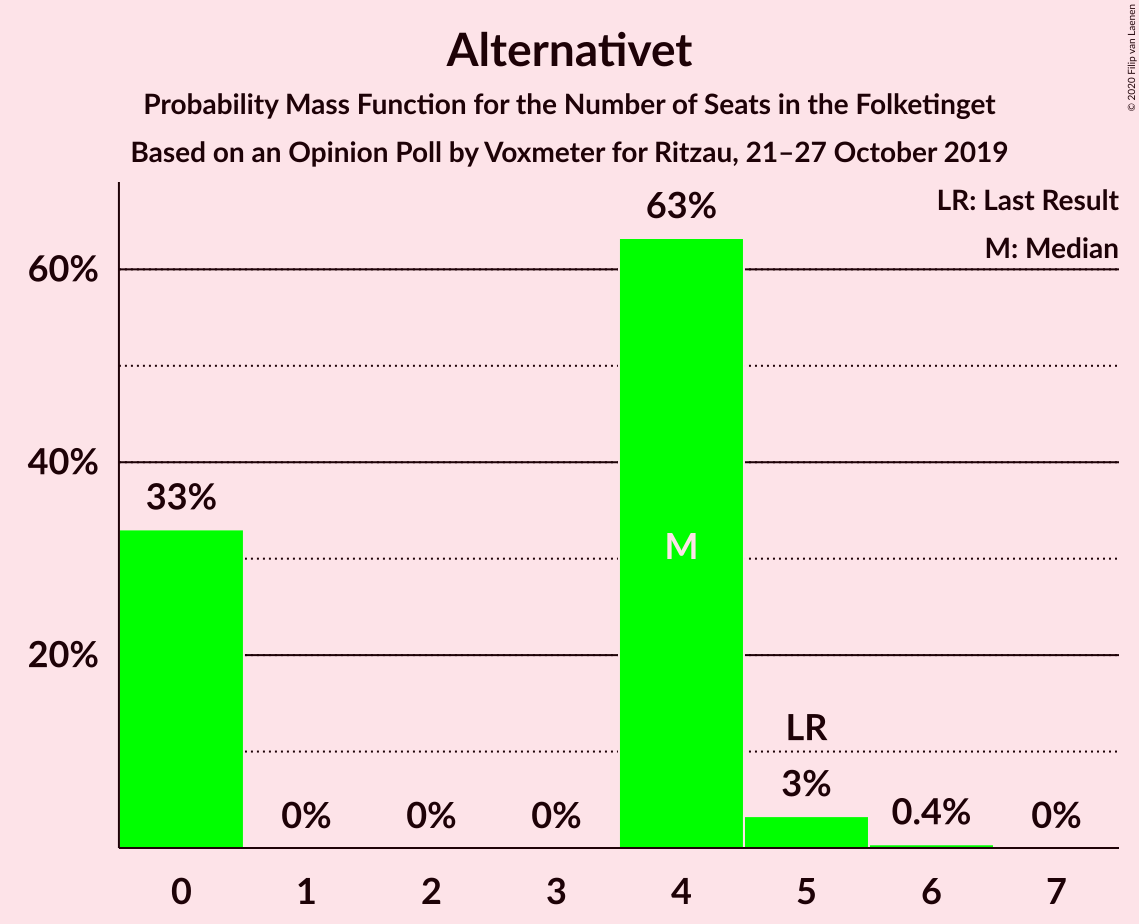 Alternativet
Probability Mass Function for the Number of Seats in the Folketinget
Based on an Opinion Poll by Voxmeter for Ritzau, 21–27 October 2019
© 2020 Filip van Laenen
LR: Last Result
M: Median
60%
40%
20%
33%
0%
0%
0%
63%
M
LR
3%
0.4%
0%
0 1 2 3 4 5 6 7